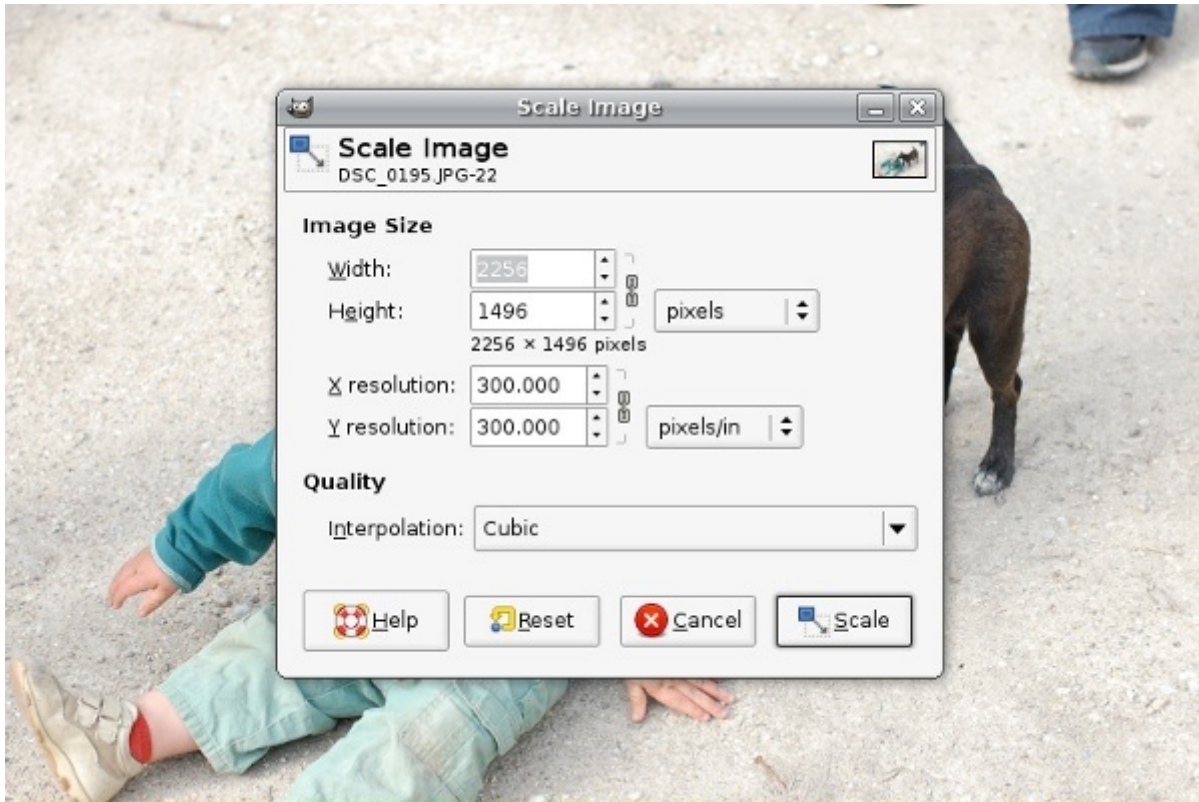 Scale Image
Scale Image
DSC_0195.JPG-22
Image Size
Width: 2256
Height: 1496 pixels
2256 × 1496 pixels
X resolution: 300.000
Y resolution: 300.000 pixels/in
Quality
Interpolation: Cubic
Help Reset Cancel Scale